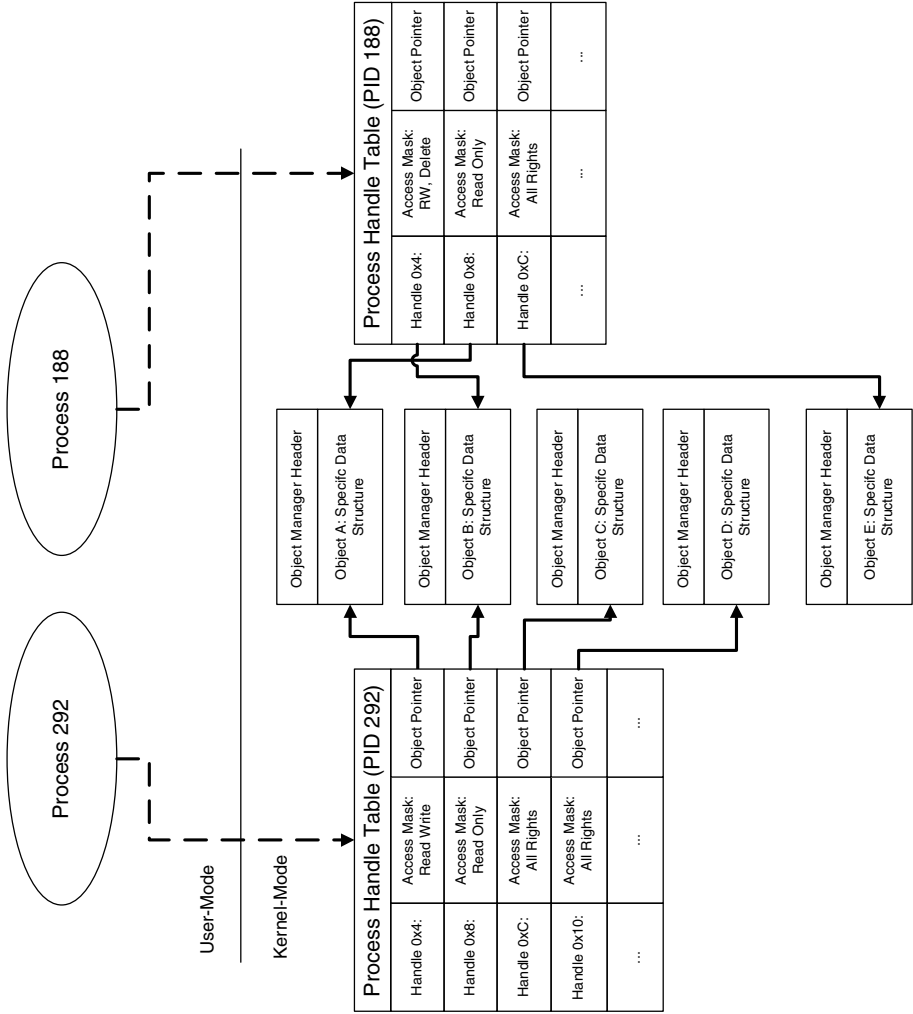 Process 292
Process 188
User-Mode
Kernel-Mode
Process Handle Table (PID 292)
Handle 0x4:
Access Mask:
Read Write
Object Pointer
Handle 0x8:
Access Mask:
Read Only
Object Pointer
Handle 0xC:
Access Mask:
All Rights
Object Pointer
Handle 0x10:
Access Mask:
All Rights
Object Pointer
...
...
...
Object Manager Header
Object A: Specifc Data
Structure
Object Manager Header
Object B: Specifc Data
Structure
Object Manager Header
Object C: Specifc Data
Structure
Object Manager Header
Object D: Specifc Data
Structure
Object Manager Header
Object E: Specifc Data
Structure
Process Handle Table (PID 188)
Handle 0x4:
Access Mask:
RW, Delete
Object Pointer
Handle 0x8:
Access Mask:
Read Only
Object Pointer
Handle 0xC:
Access Mask:
All Rights
Object Pointer
...
...
...